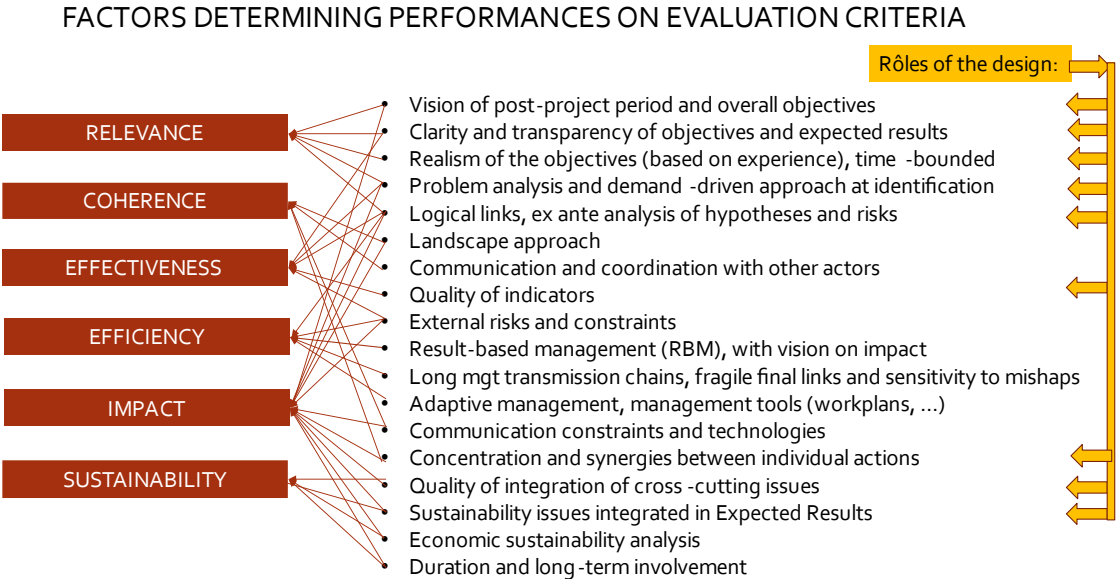 FACTORS DETERMINING PERFORMANCES ON EVALUATION CRITERIA
Rôles of the design:
RELEVANCE
COHERENCE
EFFECTIVENESS
EFFICIENCY
IMPACT
SUSTAINABILITY
• Vision of post-project period and overall objectives
• Clarity and transparency of objectives and expected results
• Realism of the objectives (based on experience), time -bounded
• Problem analysis and demand -driven approach at identification
• Logical links, ex ante analysis of hypotheses and risks
• Landscape approach
• Communication and coordination with other actors
• Quality of indicators
• External risks and constraints
• Result-based management (RBM), with vision on impact
• Long mgt transmission chains, fragile final links and sensitivity to mishaps
• Adaptive management, management tools (workplans, ...)
• Communication constraints and technologies
• Concentration and synergies between individual actions
• Quality of integration of cross -cutting issues
• Sustainability issues integrated in Expected Results
• Economic sustainability analysis
• Duration and long -term involvement